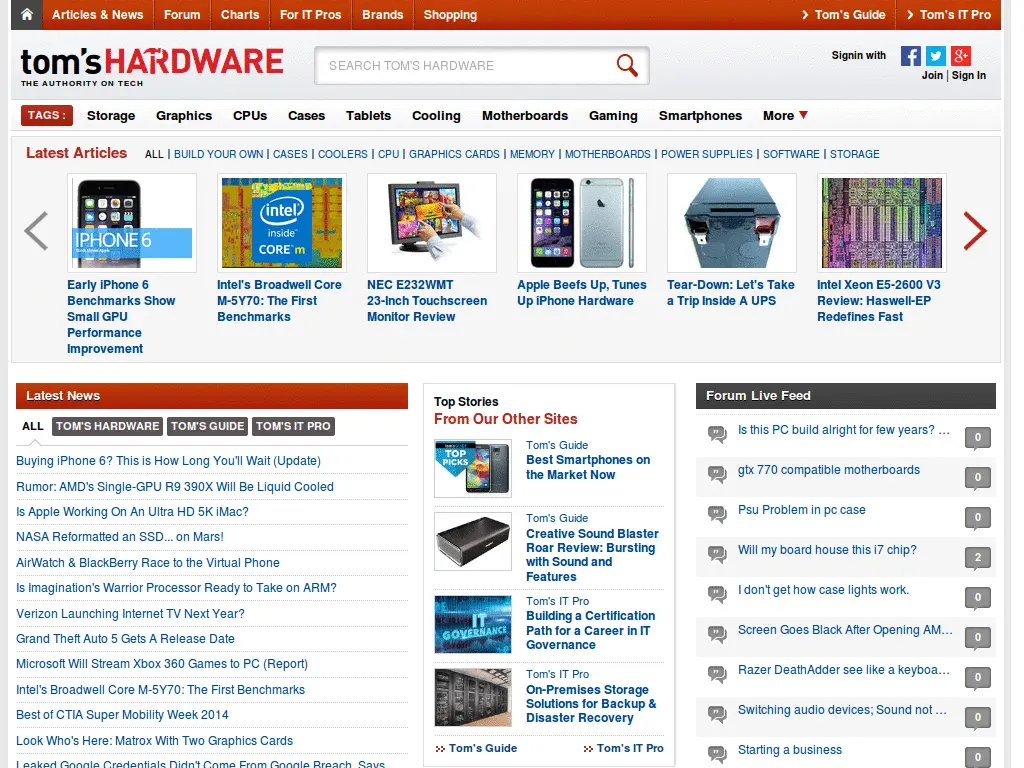 Articles & News Forum Charts For IT Pros Brands Shopping Tom's Guide Tom's IT Pro
tom's HARDWARE
THE AUTHORITY ON TECH
SEARCH TOM'S HARDWARE
Signin with
Join | Sign In
TAGS : Storage Graphics CPUs Cases Tablets Cooling Motherboards Gaming Smartphones More
Latest Articles ALL | BUILD YOUR OWN | CASES | COOLERS | CPU | GRAPHICS CARDS | MEMORY | MOTHERBOARDS | POWER SUPPLIES | SOFTWARE | STORAGE
IPHONE 6
intel
inside™
CORE™ m
Early iPhone 6
Benchmarks Show
Small GPU
Performance
Improvement
Intel's Broadwell Core
M-5Y70: The First
Benchmarks
NEC E232WMT
23-Inch Touchscreen
Monitor Review
Apple Beefs Up, Tunes
Up iPhone Hardware
Tear-Down: Let's Take
a Trip Inside A UPS
Intel Xeon E5-2600 V3
Review: Haswell-EP
Redefines Fast
Latest News
ALL TOM'S HARDWARE TOM'S GUIDE TOM'S IT PRO
Buying iPhone 6? This is How Long You'll Wait (Update)
Rumor: AMD's Single-GPU R9 390X Will Be Liquid Cooled
Is Apple Working On An Ultra HD 5K iMac?
NASA Reformatted an SSD... on Mars!
AirWatch & BlackBerry Race to the Virtual Phone
Is Imagination's Warrior Processor Ready to Take on ARM?
Verizon Launching Internet TV Next Year?
Grand Theft Auto 5 Gets A Release Date
Microsoft Will Stream Xbox 360 Games to PC (Report)
Intel's Broadwell Core M-5Y70: The First Benchmarks
Best of CTIA Super Mobility Week 2014
Look Who's Here: Matrox With Two Graphics Cards
Leaked Google Credentials Didn't Come From Google Breach, Says
Top Stories
From Our Other Sites
TOP
PICKS
Tom's Guide
Best Smartphones on
the Market Now
Tom's Guide
Creative Sound Blaster
Roar Review: Bursting
with Sound and
Features
IT
GOVERNANCE
Tom's IT Pro
Building a Certification
Path for a Career in IT
Governance
Tom's IT Pro
On-Premises Storage
Solutions for Backup &
Disaster Recovery
Tom's Guide Tom's IT Pro
Forum Live Feed
Is this PC build alright for few years? ... 0
gtx 770 compatible motherboards 0
Psu Problem in pc case 0
Will my board house this i7 chip? 2
I don't get how case lights work. 0
Screen Goes Black After Opening AM... 0
Razer DeathAdder see like a keyboa... 0
Switching audio devices; Sound not ... 0
Starting a business 0